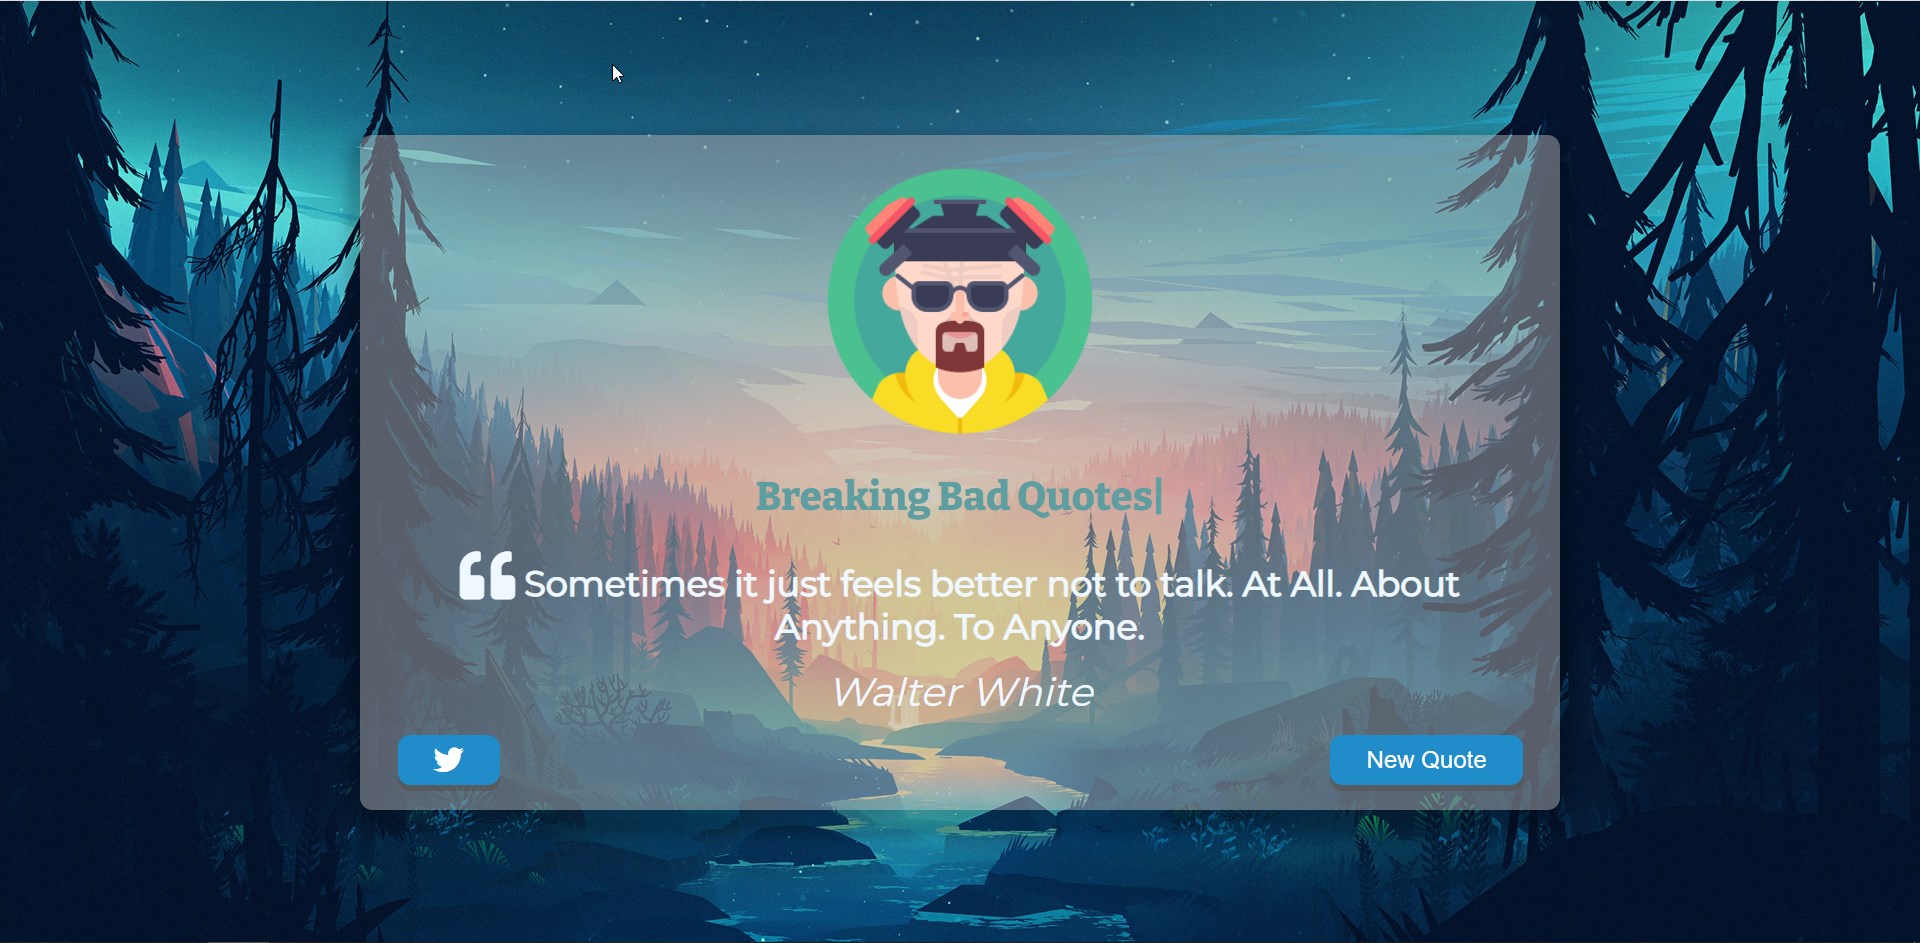 Breaking Bad Quotes|
“ Sometimes it just feels better not to talk. At All. About
Anything. To Anyone.
Walter White
New Quote